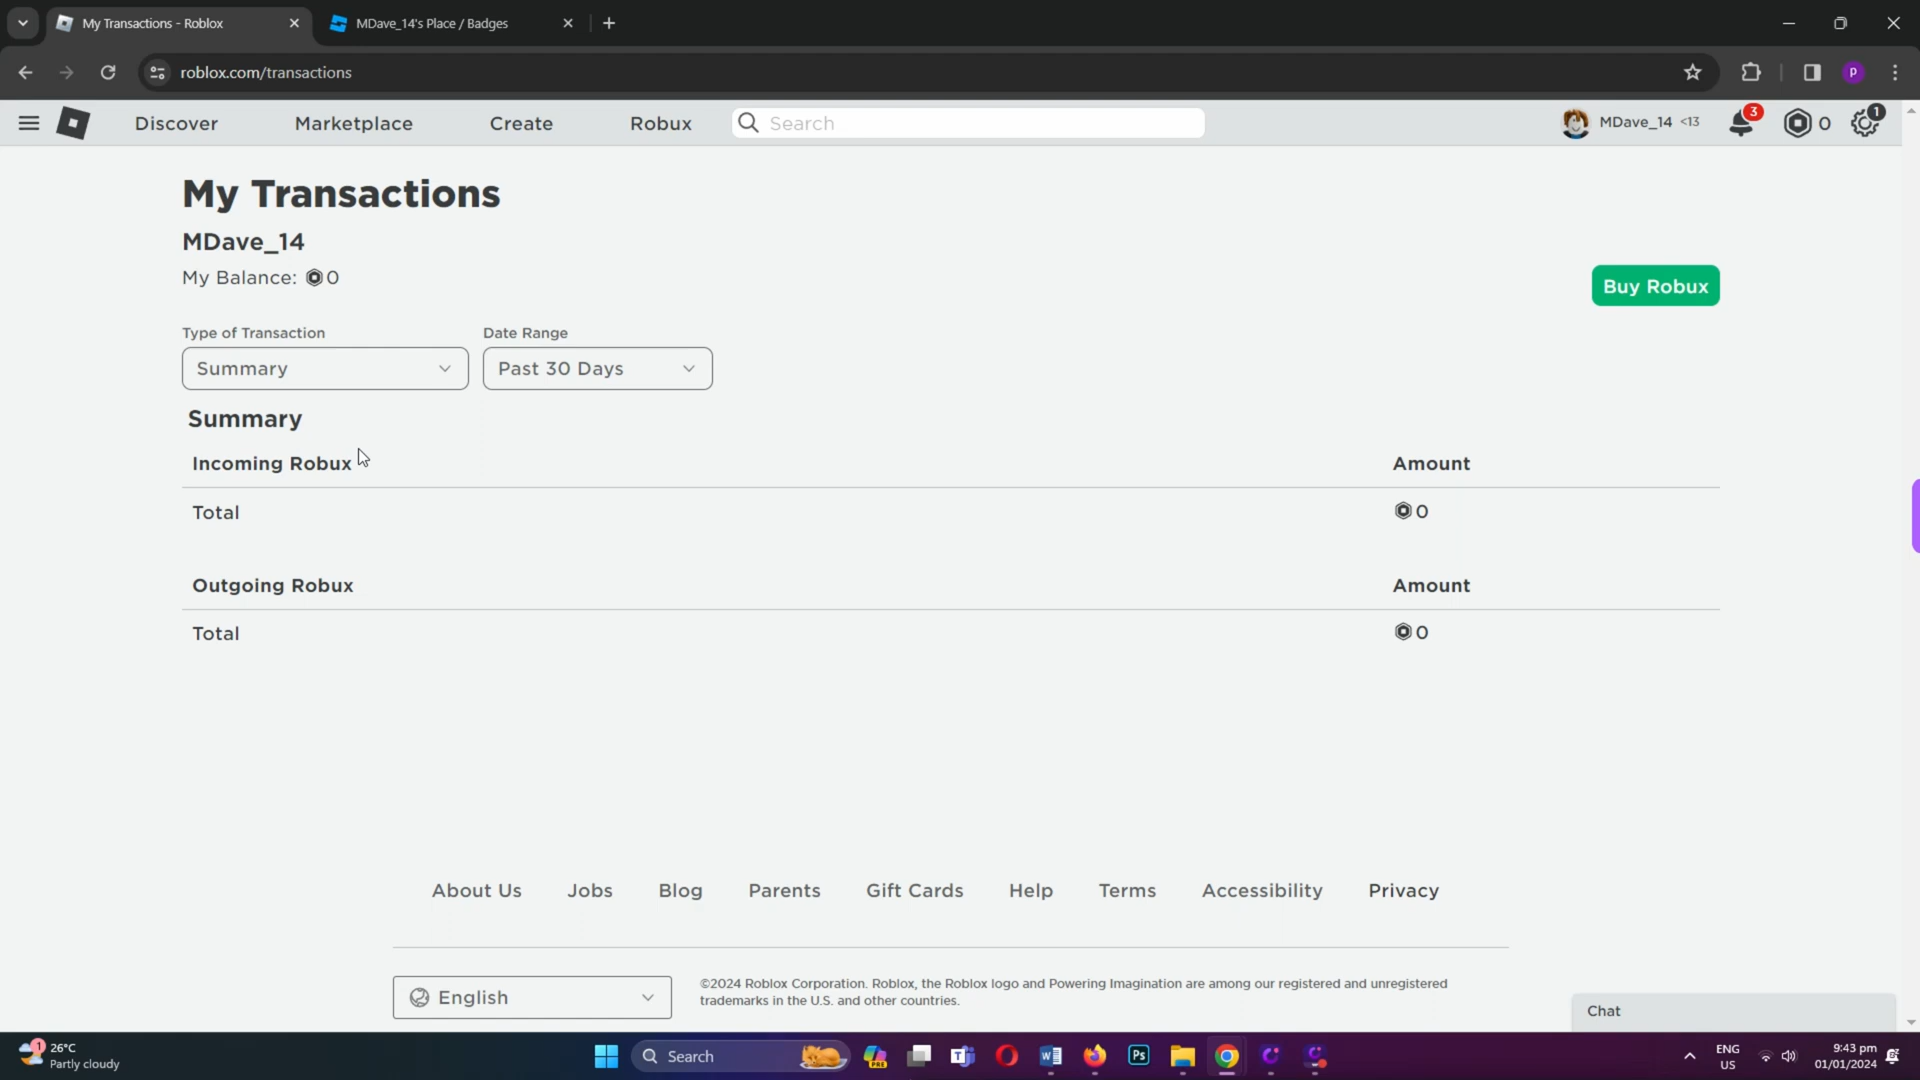 My Transactions - Roblox
MDave_14's Place / Badges
roblox.com/transactions
P
Discover
Marketplace
Create
Robux
Search
MDave_14 <13
3
0
1
My Transactions
MDave_14
My Balance: 0
Buy Robux
Type of Transaction
Date Range
Summary
Past 30 Days
Summary
Incoming Robux Amount
Total 0
Outgoing Robux Amount
Total 0
About Us Jobs Blog Parents Gift Cards Help Terms Accessibility Privacy
English
©2024 Roblox Corporation. Roblox, the Roblox logo and Powering Imagination are among our registered and unregistered
trademarks in the U.S. and other countries.
Chat
1
26°C
Partly cloudy
Search
PRE
T
W
Ps
ENG
US
9:43 pm
01/01/2024